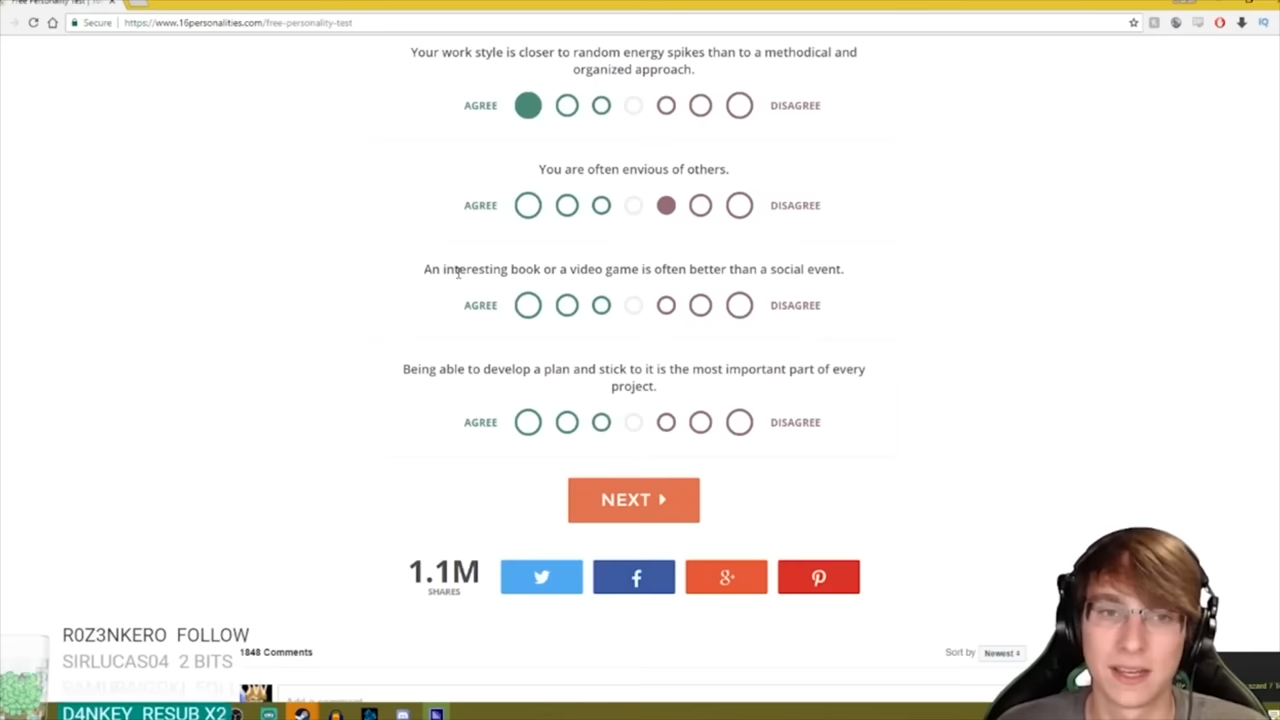 Secure
https://www.16personalities.com/free-personality-test
Your work style is closer to random energy spikes than to a methodical and
organized approach.
AGREE DISAGREE
You are often envious of others.
AGREE DISAGREE
An interesting book or a video game is often better than a social event.
AGREE DISAGREE
Being able to develop a plan and stick to it is the most important part of every
project.
AGREE DISAGREE
NEXT
1.1M
SHARES
R0Z3NKERO FOLLOW
SIRLUCAS04 2 BITS
1848 Comments
Sort by Newest
Add a comment
D4NKEY RESUB X2